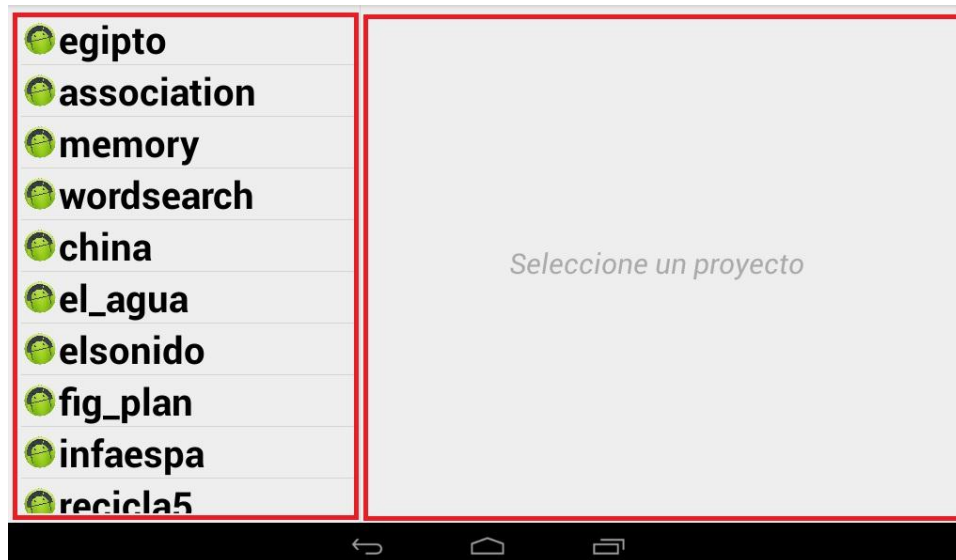 egipto
association
memory
wordsearch
china
el_agua
elsonido
fig_plan
infaespa
recicla5
Seleccione un proyecto